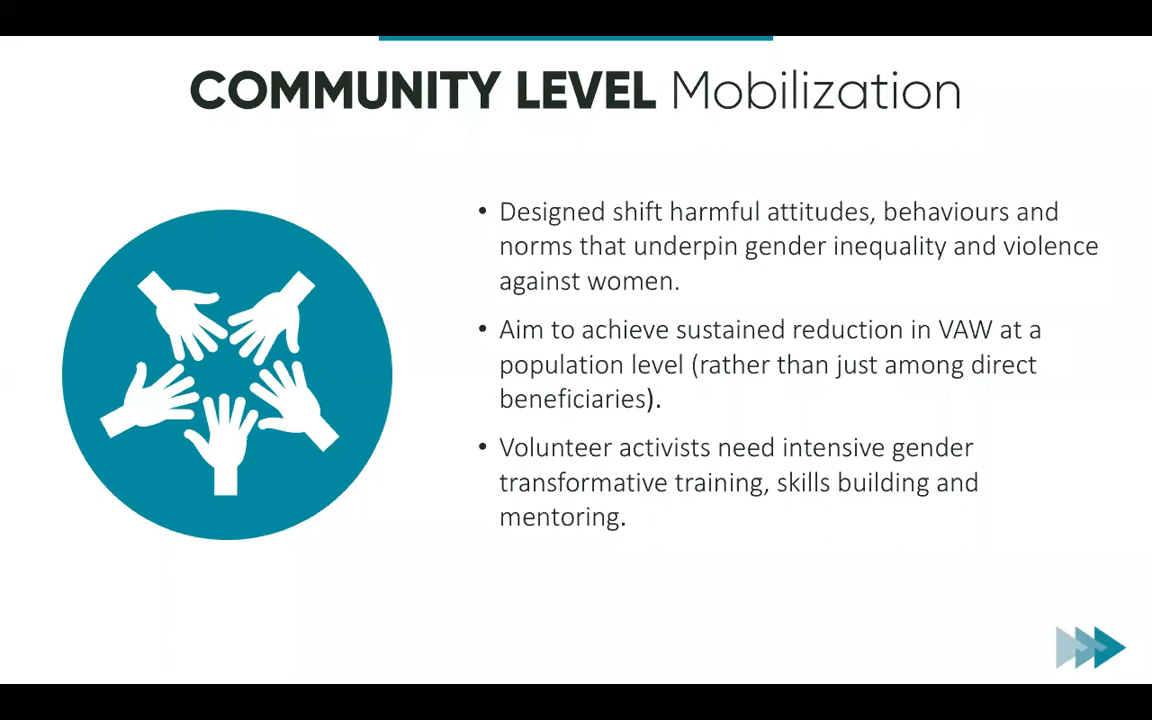 COMMUNITY LEVEL Mobilization
• Designed shift harmful attitudes, behaviours and
norms that underpin gender inequality and violence
against women.
• Aim to achieve sustained reduction in VAW at a
population level (rather than just among direct
beneficiaries).
• Volunteer activists need intensive gender
transformative training, skills building and
mentoring.